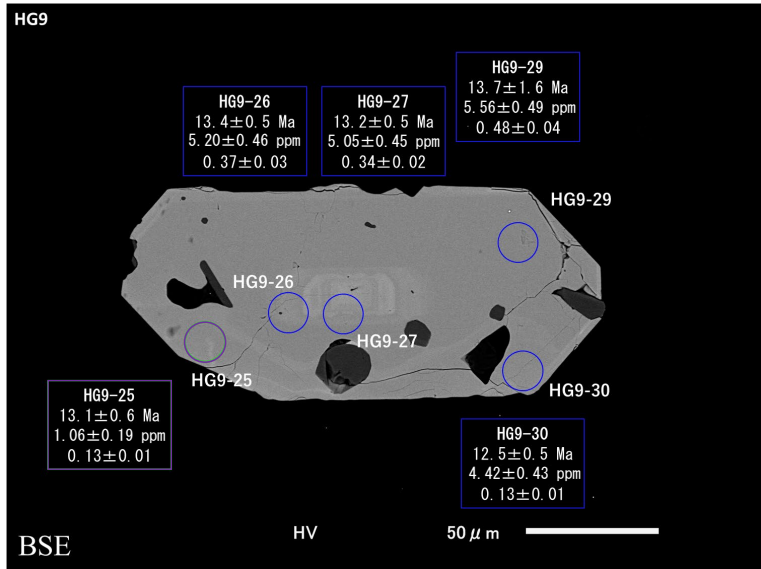 HG9
HG9-29
13.7±1.6 Ma
5.56±0.49 ppm
0.48±0.04
HG9-26
13.4±0.5 Ma
5.20±0.46 ppm
0.37±0.03
HG9-27
13.2±0.5 Ma
5.05±0.45 ppm
0.34±0.02
HG9-29
HG9-26
HG9-27
HG9-25
HG9-30
HG9-25
13.1±0.6 Ma
1.06±0.19 ppm
0.13±0.01
HG9-30
12.5±0.5 Ma
4.42±0.43 ppm
0.13±0.01
BSE
HV
50μm